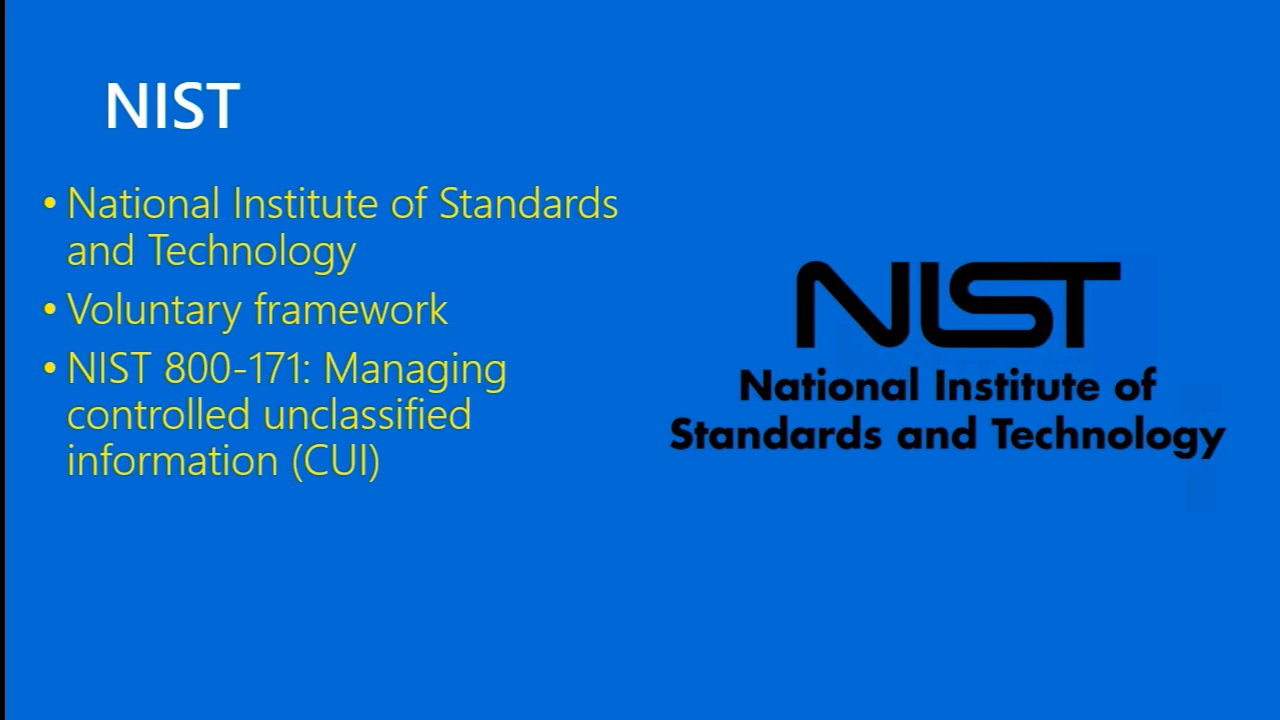 NIST
• National Institute of Standards
and Technology
• Voluntary framework
• NIST 800-171: Managing
controlled unclassified
information (CUI)
NIST
National Institute of
Standards and Technology